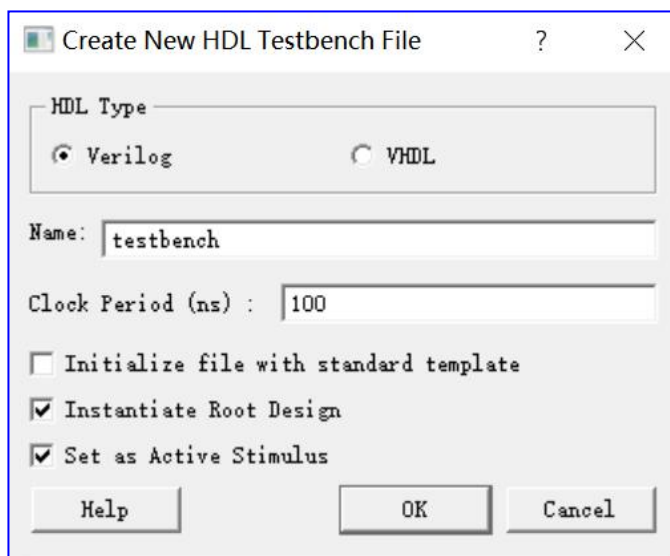 Create New HDL Testbench File ?
HDL Type
Verilog VHDL
Name: testbench
Clock Period (ns) : 100
Initialize file with standard template
Instantiate Root Design
Set as Active Stimulus
Help OK Cancel